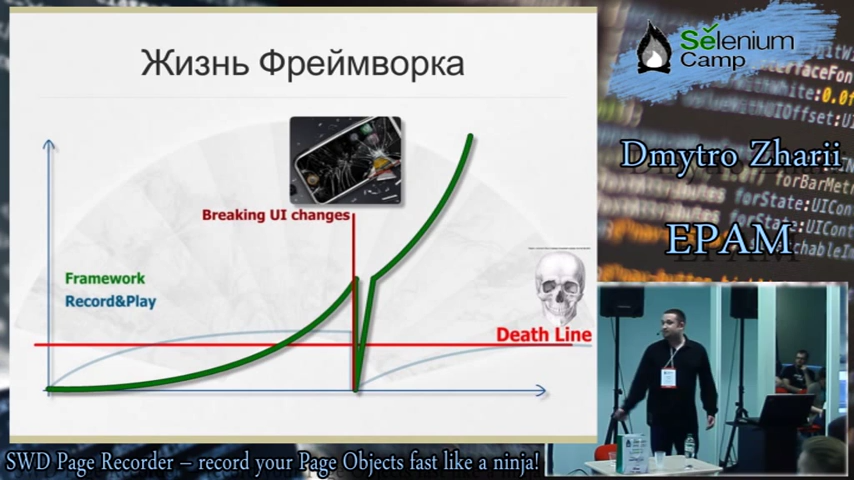 Жизнь Фреймворка
Breaking UI changes
Framework
Record&Play
Death Line
Selenium
Camp
Dmytro Zharii
EPAM
SWD Page Recorder – record your Page Objects fast like a ninja!